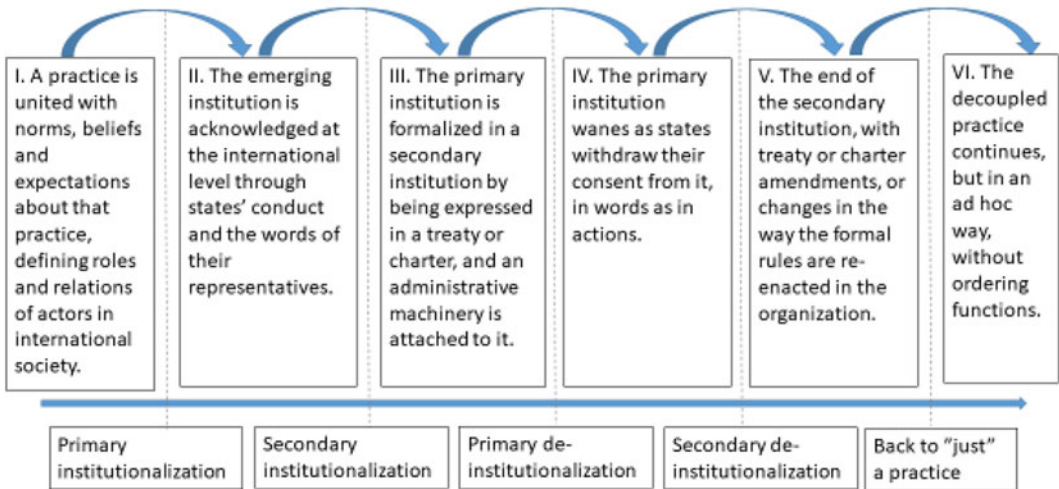 I. A practice is
united with
norms, beliefs
and
expectations
about that
practice,
defining roles
and relations
of actors in
international
society.
II. The emerging
institution is
acknowledged at
the international
level through
states’ conduct
and the words of
their
representatives.
III. The primary
institution is
formalized in a
secondary
institution by
being expressed
in a treaty or
charter, and an
administrative
machinery is
attached to it.
IV. The primary
institution
wanes as states
withdraw their
consent from it,
in words as in
actions.
V. The end of
the secondary
institution, with
treaty or charter
amendments, or
changes in the
way the formal
rules are re-
enacted in the
organization.
VI. The
decoupled
practice
continues,
but in an
ad hoc
way,
without
ordering
functions.
Primary
institutionalization
Secondary
institutionalization
Primary de-
institutionalization
Secondary de-
institutionalization
Back to “just”
a practice